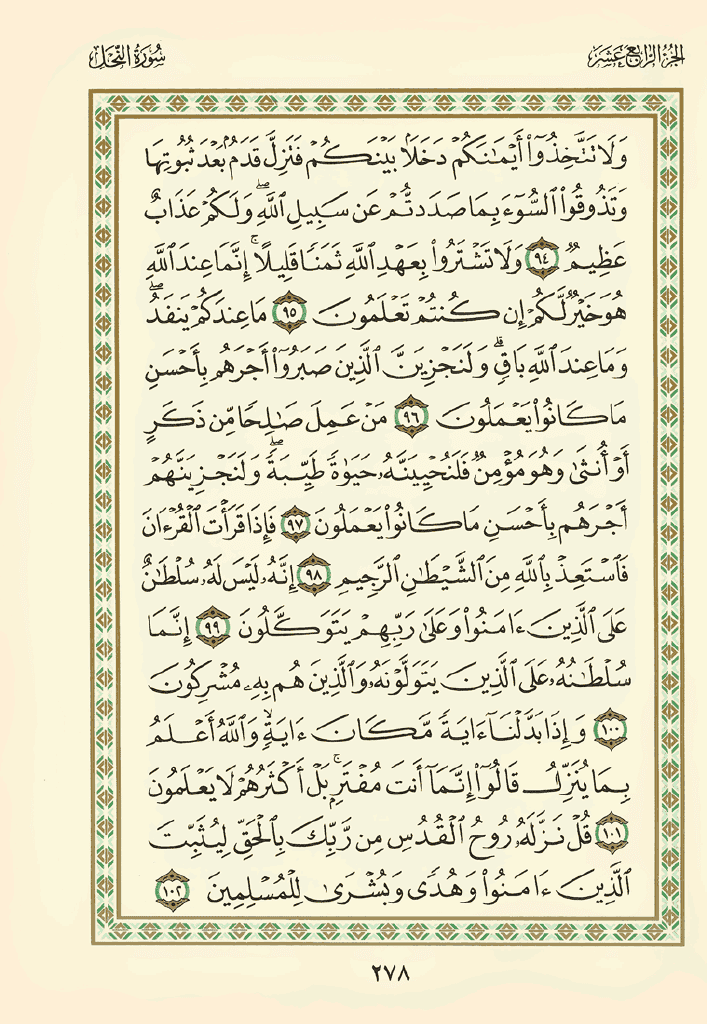 الجزء الرابع عشر
سورة النحل
وَلَا تَتَّخِذُوٓا۟ أَيْمَـٰنَكُمْ دَخَلًۢا بَيْنَكُمْ فَتَزِلَّ قَدَمٌۢ بَعْدَ ثُبُوتِهَا
وَتَذُوقُوا۟ ٱلسُّوٓءَ بِمَا صَدَدتُّمْ عَن سَبِيلِ ٱللَّهِ ۖ وَلَكُمْ عَذَابٌ
عَظِيمٌ ﴿٩٤﴾ وَلَا تَشْتَرُوا۟ بِعَهْدِ ٱللَّهِ ثَمَنًا قَلِيلًا ۚ إِنَّمَا عِندَ ٱللَّهِ
هُوَ خَيْرٌ لَّكُمْ إِن كُنتُمْ تَعْلَمُونَ ﴿٩٥﴾ مَا عِندَكُمْ يَنفَدُ ۖ
وَمَا عِندَ ٱللَّهِ بَاقٍ ۗ وَلَنَجْزِيَنَّ ٱلَّذِينَ صَبَرُوٓا۟ أَجْرَهُم بِأَحْسَنِ
مَا كَانُوا۟ يَعْمَلُونَ ﴿٩٦﴾ مَنْ عَمِلَ صَـٰلِحًا مِّن ذَكَرٍ
أَوْ أُنثَىٰ وَهُوَ مُؤْمِنٌ فَلَنُحْيِيَنَّهُۥ حَيَوٰةً طَيِّبَةً ۖ وَلَنَجْزِيَنَّهُمْ
أَجْرَهُم بِأَحْسَنِ مَا كَانُوا۟ يَعْمَلُونَ ﴿٩٧﴾ فَإِذَا قَرَأْتَ ٱلْقُرْءَانَ
فَٱسْتَعِذْ بِٱللَّهِ مِنَ ٱلشَّيْطَـٰنِ ٱلرَّجِيمِ ﴿٩٨﴾ إِنَّهُۥ لَيْسَ لَهُۥ سُلْطَـٰنٌ
عَلَى ٱلَّذِينَ ءَامَنُوا۟ وَعَلَىٰ رَبِّهِمْ يَتَوَكَّلُونَ ﴿٩٩﴾ إِنَّمَا
سُلْطَـٰنُهُۥ عَلَى ٱلَّذِينَ يَتَوَلَّوْنَهُۥ وَٱلَّذِينَ هُم بِهِۦ مُشْرِكُونَ
﴿١٠٠﴾ وَإِذَا بَدَّلْنَآ ءَايَةً مَّكَانَ ءَايَةٍ ۙ وَٱللَّهُ أَعْلَمُ
بِمَا يُنَزِّلُ قَالُوٓا۟ إِنَّمَآ أَنتَ مُفْتَرٍۭ ۚ بَلْ أَكْثَرُهُمْ لَا يَعْلَمُونَ
﴿١٠١﴾ قُلْ نَزَّلَهُۥ رُوحُ ٱلْقُدُسِ مِن رَّبِّكَ بِٱلْحَقِّ لِيُثَبِّتَ
ٱلَّذِينَ ءَامَنُوا۟ وَهُدًى وَبُشْرَىٰ لِلْمُسْلِمِينَ ﴿١٠٢﴾
٢٧٨